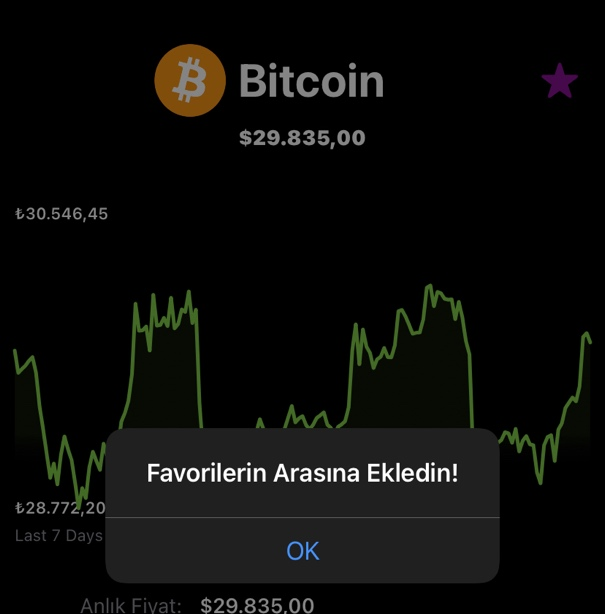 Bitcoin
$29.835,00
₺30.546,45
₺28.772,20
Last 7 Days
Favorilerin Arasına Ekledin!
OK
Anlık Fiyat: $29.835,00